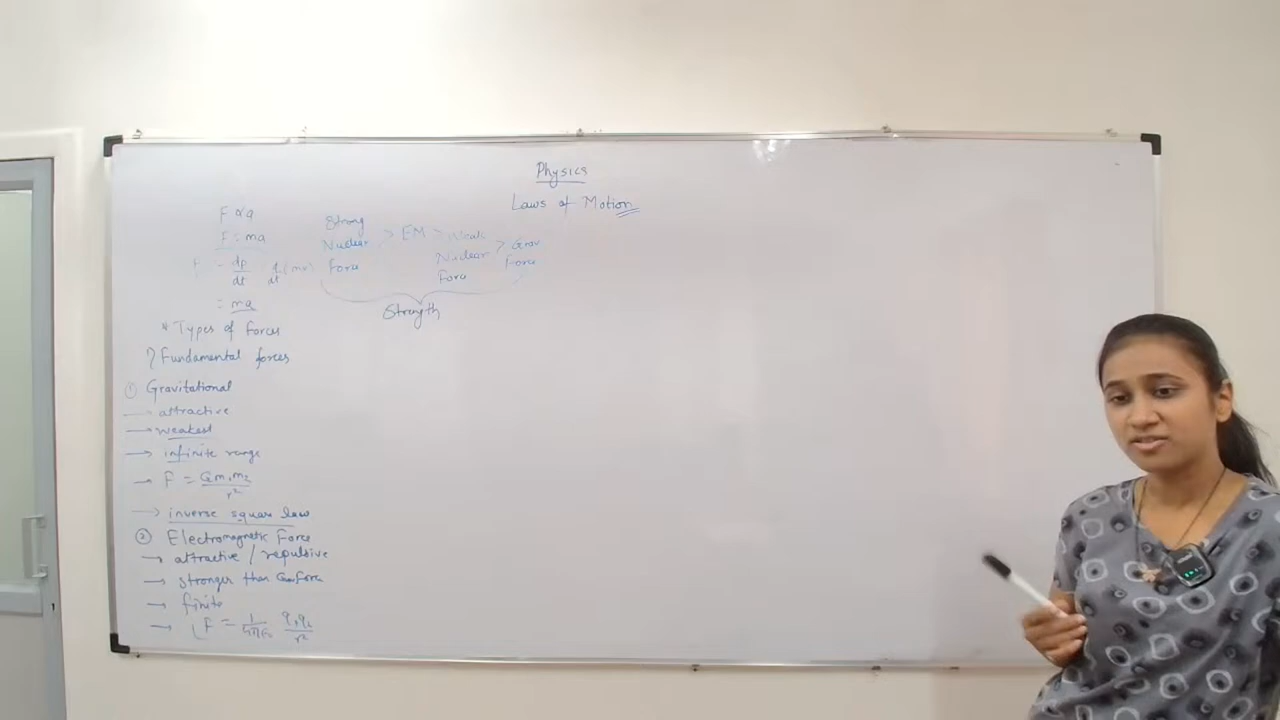 Physics
Laws of Motion
F ∝ a
F = ma
= dp/dt d/dt (mv)
= ma
Strong Nuclear Force > EM > Weak Nuclear Force > Grav Force
Strength
* Types of Forces
1) Fundamental forces
① Gravitational
→ attractive
→ weakest
→ infinite range
→ F = Gm₁m₂/r²
→ inverse square law
② Electromagnetic Force
→ attractive / repulsive
→ stronger than Force
→ finite
→ F = 1/4πε₀ q₁q₂/r²